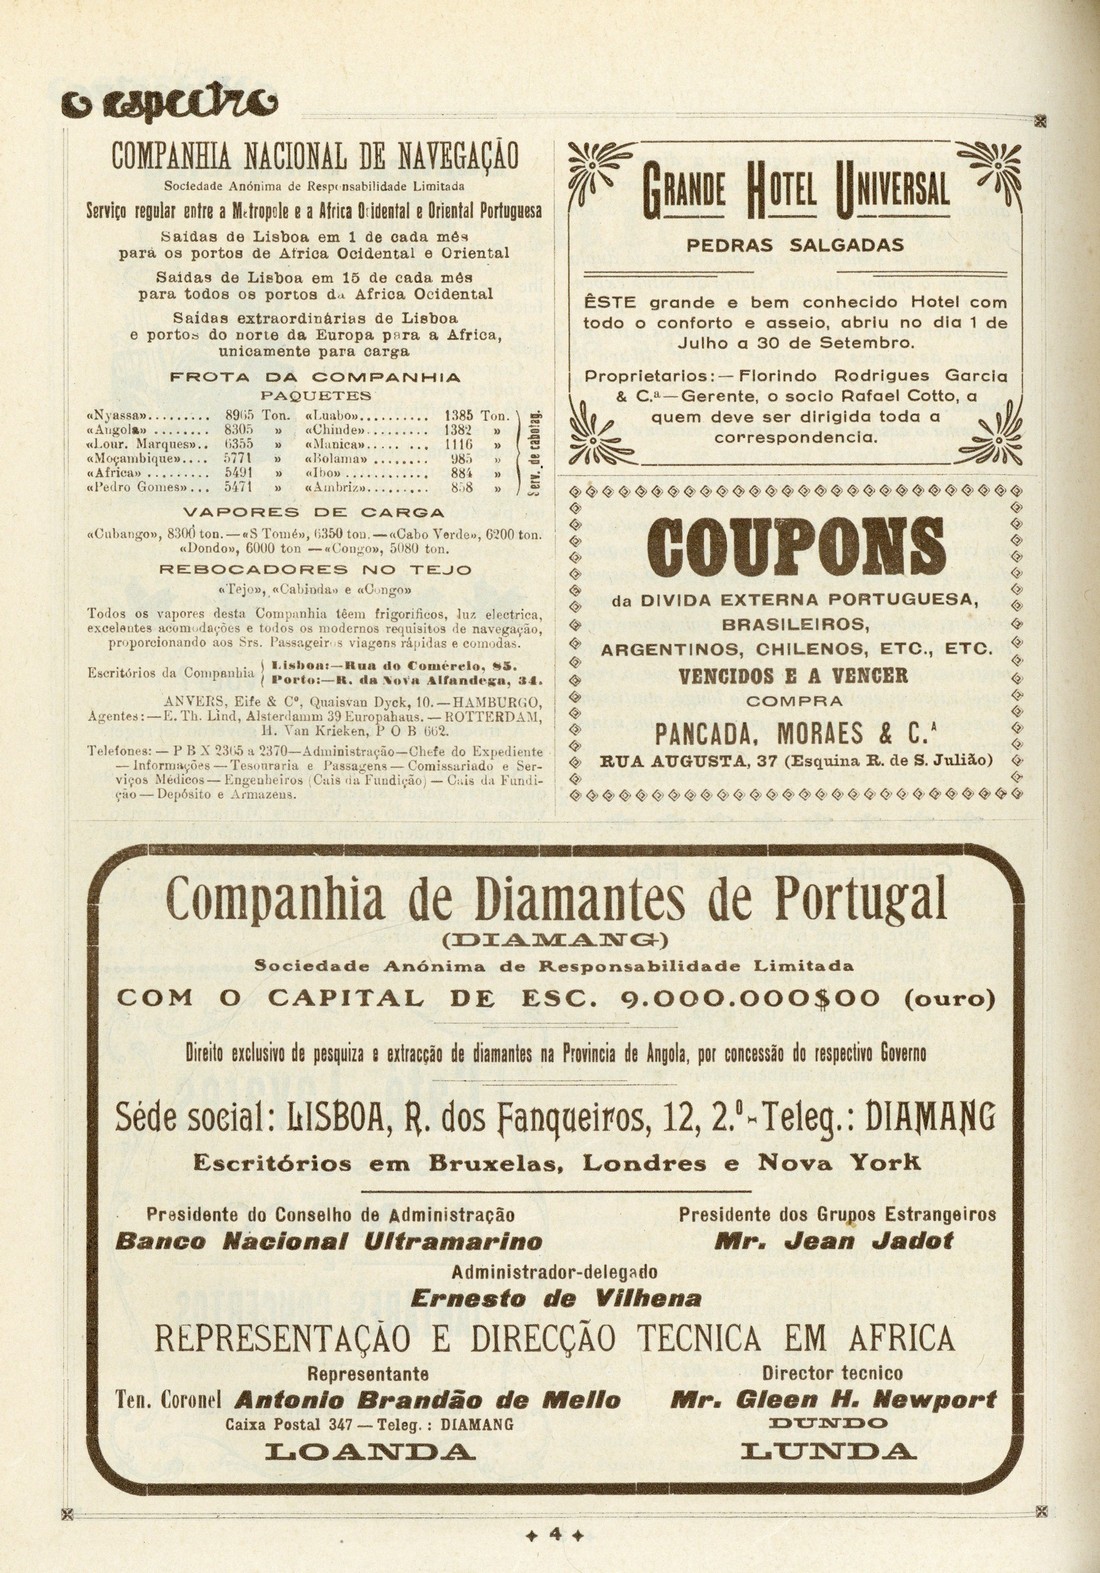 o espectro
COMPANHIA NACIONAL DE NAVEGAÇÃO
Sociedade Anónima de Responsabilidade Limitada
Serviço regular entre a Metropole e a Africa Ocidental e Oriental Portuguesa
Saidas de Lisboa em 1 de cada mês
para os portos de Africa Ocidental e Oriental
Saidas de Lisboa em 15 de cada mês
para todos os portos da Africa Ocidental
Saidas extraordinárias de Lisboa
e portos do norte da Europa para a Africa,
unicamente para carga
FROTA DA COMPANHIA
PAQUETES
«Nyassa»......... 8965 Ton. «Luabo».......... 1385 Ton.
«Angola» ........ 8305 » «Chinde»......... 1382 »
«Lour. Marques».. 6355 » «Manica»..... ... 1116 »
«Moçambique».... 5771 » «Bolama» ........ 985 »
«Africa» ........ 5491 » «Ibo» ........... 884 »
«Pedro Gomes»... 5471 » «Ambriz»......... 858 »
Serv. de cabotag.
VAPORES DE CARGA
«Cubango», 8300 ton.—«S Tomé», 6350 ton.—«Cabo Verde», 6200 ton.
«Dondo», 6000 ton —«Congo», 5080 ton.
REBOCADORES NO TEJO
«Tejo», «Cabinda» e «Congo»
Todos os vapores desta Companhia têem frigorificos, luz electrica,
excelentes acomodações e todos os modernos requisitos de navegação,
proporcionando aos Srs. Passageiros viagens rápidas e comodas.
Escritórios da Companhia { Lisboa:—Rua do Comércio, 85.
Porto:—R. da Nova Alfandega, 34.
ANVERS, Eife & Cº, Quaisvan Dyck, 10.—HAMBURGO,
Agentes:—E. Th. Lind, Alsterdamm 39 Europahaus. — ROTTERDAM,
H. Van Krieken, P O B 662.
Telefones: — P B X 2365 a 2370—Administração—Chefe do Expediente
— Informações — Tesouraria e Passagens — Comissariado e Ser-
viços Médicos — Engenheiros (Cais da Fundição) — Cais da Fundi-
ção — Depósito e Armazens.
GRANDE HOTEL UNIVERSAL
PEDRAS SALGADAS
ÊSTE grande e bem conhecido Hotel com
todo o conforto e asseio, abriu no dia 1 de
Julho a 30 de Setembro.
Proprietarios:— Florindo Rodrigues Garcia
& C.ª—Gerente, o socio Rafael Cotto, a
quem deve ser dirigida toda a
correspondencia.
COUPONS
da DIVIDA EXTERNA PORTUGUESA,
BRASILEIROS,
ARGENTINOS, CHILENOS, ETC., ETC.
VENCIDOS E A VENCER
COMPRA
PANCADA, MORAES & C.ª
RUA AUGUSTA, 37 (Esquina R. de S. Julião)
Companhia de Diamantes de Portugal
(DIAMANG)
Sociedade Anónima de Responsabilidade Limitada
COM O CAPITAL DE ESC. 9.000.000$00 (ouro)
Direito exclusivo de pesquiza e extracção de diamantes na Provincia de Angola, por concessão do respectivo Governo
Séde social: LISBOA, R. dos Fanqueiros, 12, 2.º-Teleg.: DIAMANG
Escritórios em Bruxelas, Londres e Nova York
Presidente do Conselho de Administração
Banco Nacional Ultramarino
Presidente dos Grupos Estrangeiros
Mr. Jean Jadot
Administrador-delegado
Ernesto de Vilhena
REPRESENTAÇÃO E DIRECÇÃO TECNICA EM AFRICA
Representante
Ten. Coronel Antonio Brandão de Mello
Caixa Postal 347 — Teleg. : DIAMANG
LOANDA
Director tecnico
Mr. Gleen H. Newport
DUNDO
LUNDA
4